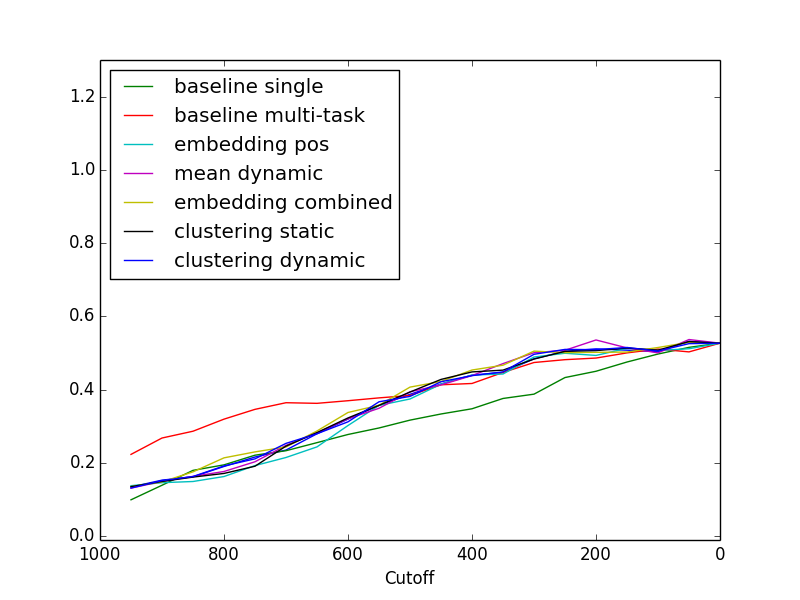 1.2
1.0
0.8
0.6
0.4
0.2
0.0
baseline single
baseline multi-task
embedding pos
mean dynamic
embedding combined
clustering static
clustering dynamic
1000 800 600 400 200 0
Cutoff